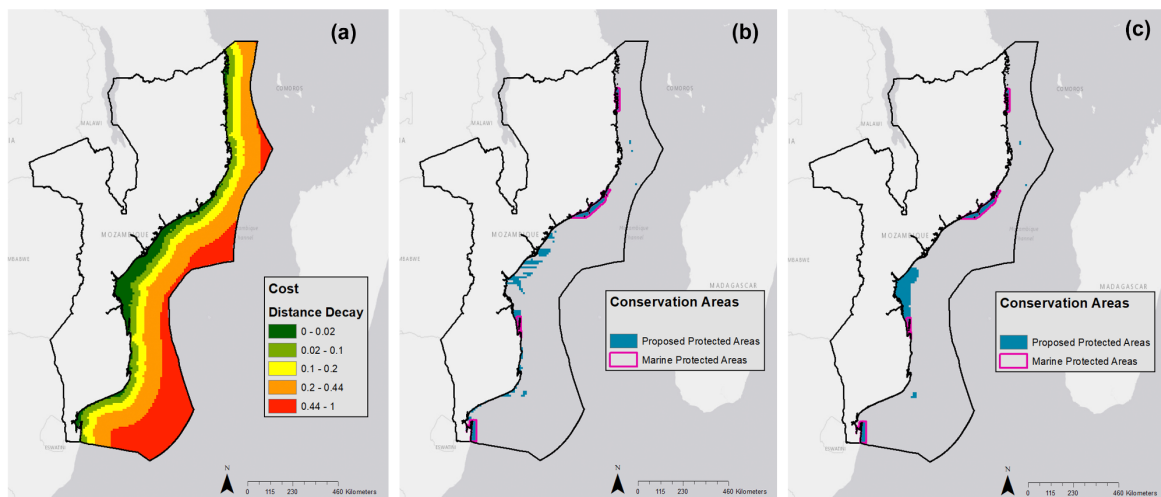 (a)
COMOROS
MALAWI
MOZAMBIQUE
Cost
Distance Decay
0 - 0.02
0.02 - 0.1
0.1 - 0.2
0.2 - 0.44
0.44 - 1
N
0 115 230 460 Kilometers
(b)
COMOROS
MALAWI
MOZAMBIQUE
MADAGASCAR
Conservation Areas
Proposed Protected Areas
Marine Protected Areas
N
0 115 230 460 Kilometers
(c)
COMOROS
MALAWI
MOZAMBIQUE
MADAGASCAR
Conservation Areas
Proposed Protected Areas
Marine Protected Areas
N
0 115 230 460 Kilometers